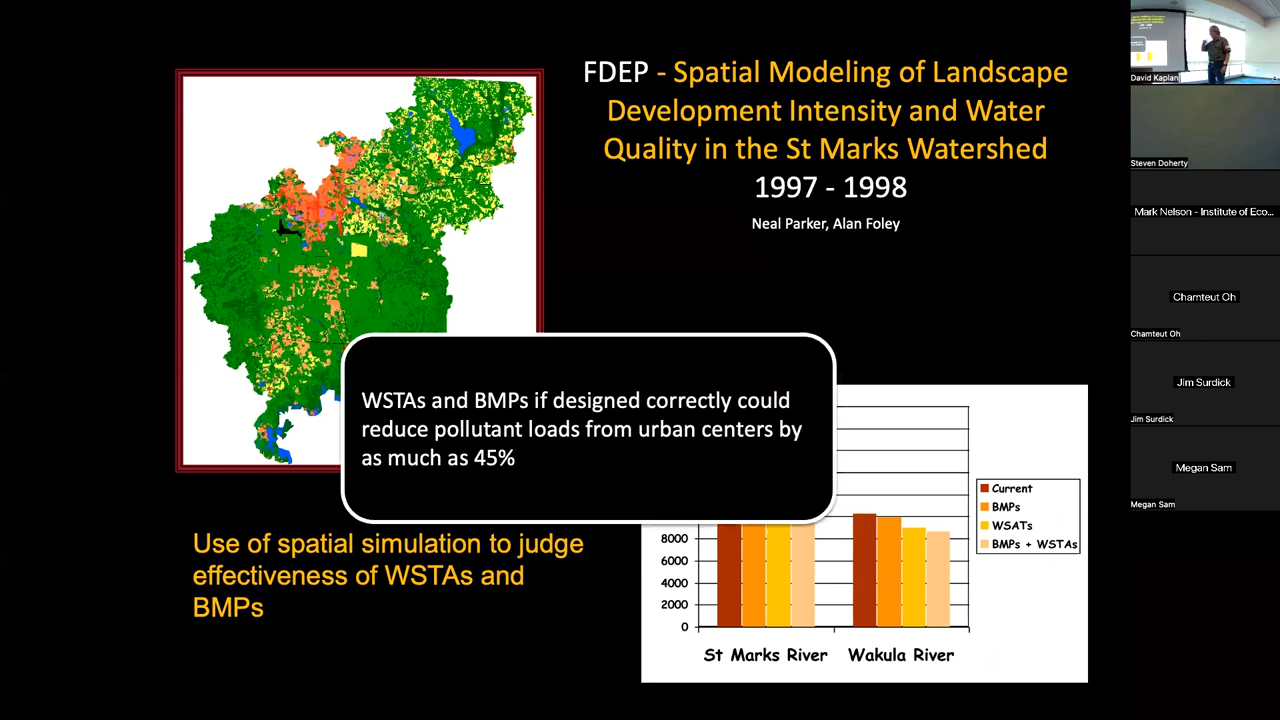 FDEP - Spatial Modeling of Landscape
Development Intensity and Water
Quality in the St Marks Watershed
1997 - 1998
Neal Parker, Alan Foley
WSTAs and BMPs if designed correctly could
reduce pollutant loads from urban centers by
as much as 45%
Use of spatial simulation to judge
effectiveness of WSTAs and
BMPs
8000
6000
4000
2000
0
St Marks River
Wakula River
Current
BMPs
WSATs
BMPs + WSTAs
David Kaplan
Steven Doherty
Mark Nelson - Institute of Eco...
Chamteut Oh
Chamteut Oh
Jim Surdick
Jim Surdick
Megan Sam
Megan Sam